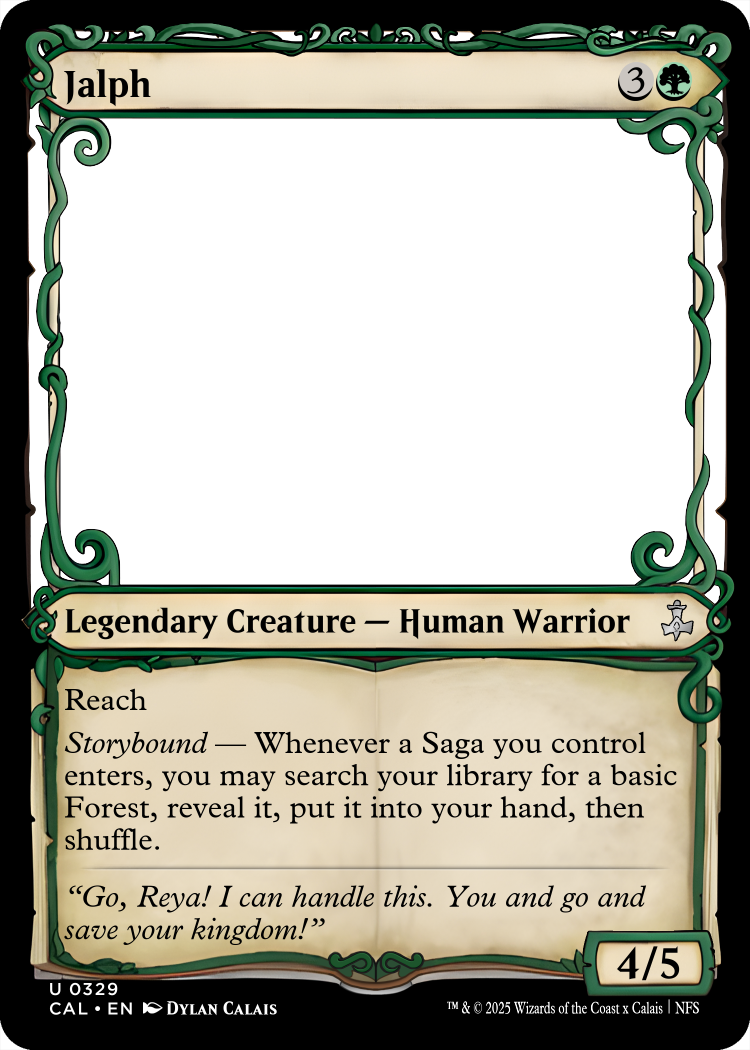 Jalph 3
Legendary Creature — Human Warrior
Reach
Storybound — Whenever a Saga you control
enters, you may search your library for a basic
Forest, reveal it, put it into your hand, then
shuffle.
“Go, Reya! I can handle this. You and go and
save your kingdom!”
4/5
U 0329
CAL • EN DYLAN CALAIS
™ & © 2025 Wizards of the Coast x Calais | NFS